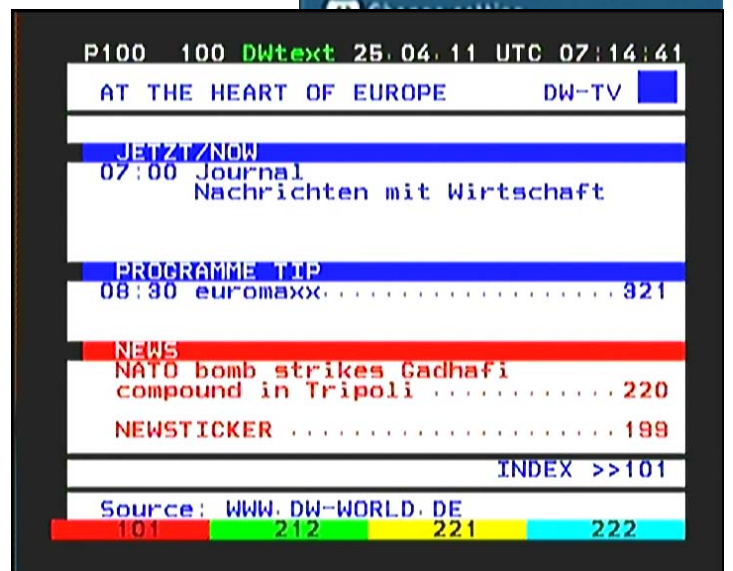 P100 100 DWtext 25.04.11 UTC 07:14:41
AT THE HEART OF EUROPE DW-TV
JETZT/NOW
07:00 Journal
Nachrichten mit Wirtschaft
PROGRAMME TIP
08:30 euromaxx...................321
NEWS
NATO bomb strikes Gadhafi
compound in Tripoli ............220
NEWSTICKER .....................199
INDEX >>101
Source: WWW.DW-WORLD.DE
101 212 221 222